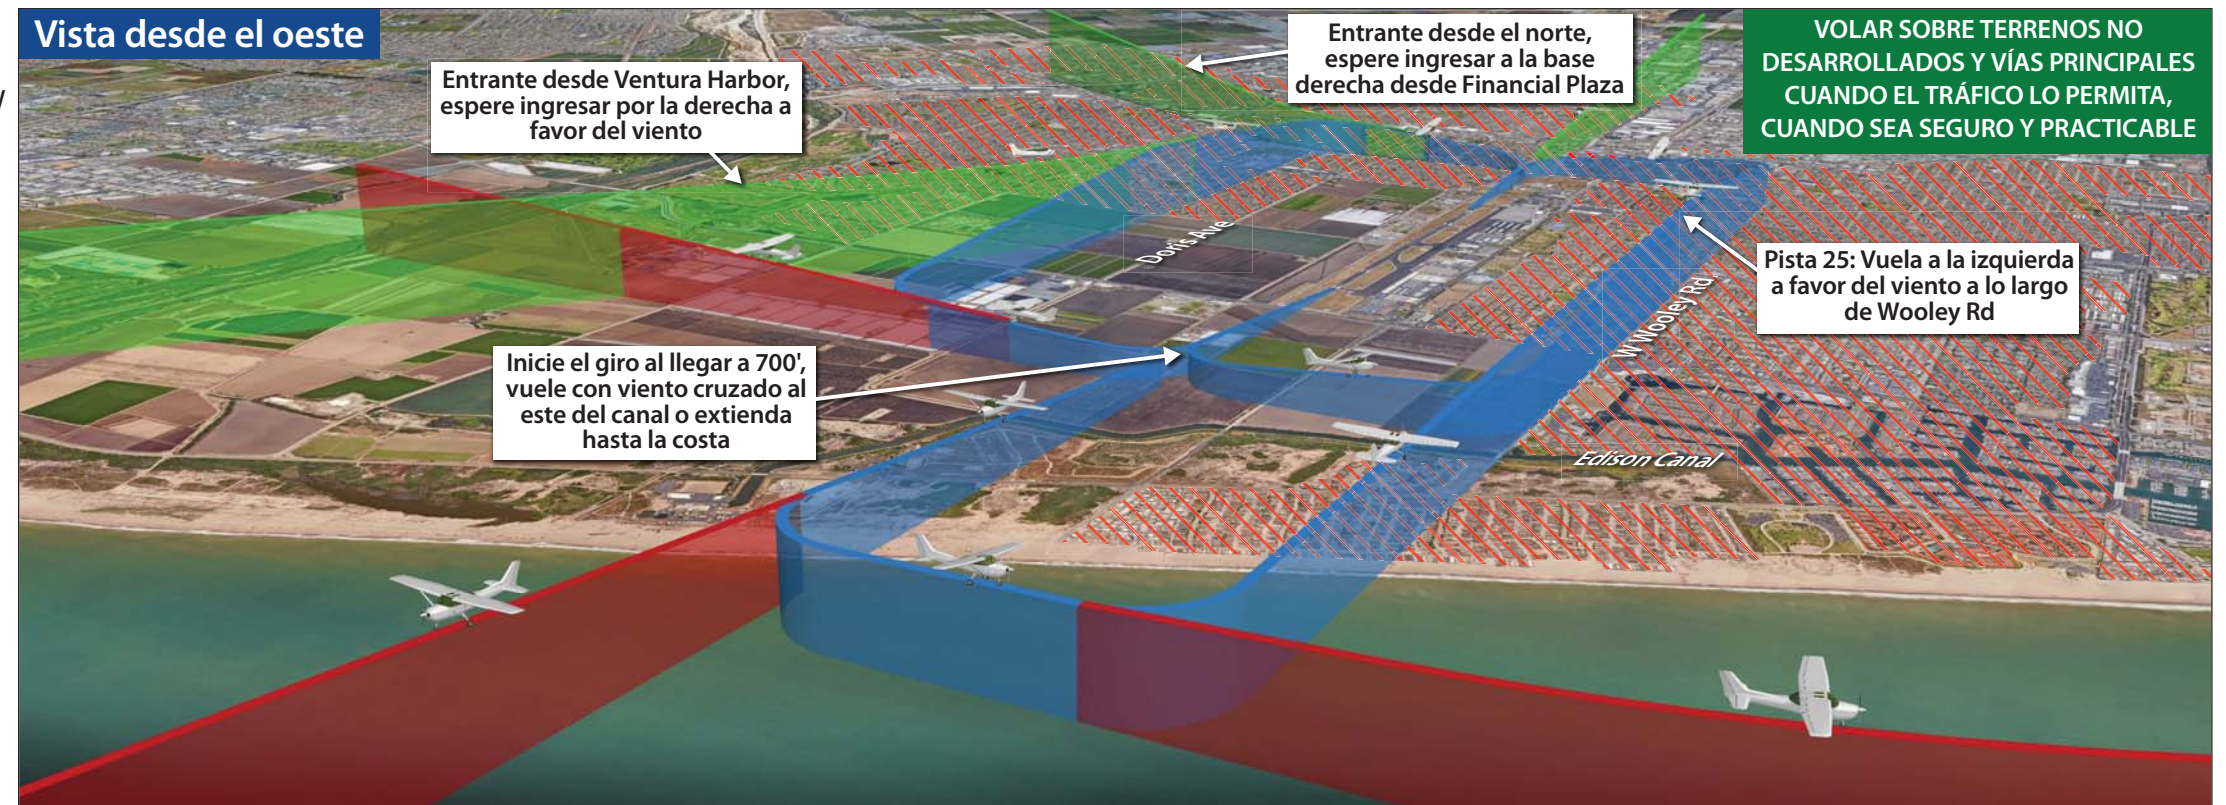 Vista desde el oeste
Entrante desde Ventura Harbor,
espere ingresar por la derecha a
favor del viento
Entrante desde el norte,
espere ingresar a la base
derecha desde Financial Plaza
VOLAR SOBRE TERRENOS NO
DESARROLLADOS Y VÍAS PRINCIPALES
CUANDO EL TRÁFICO LO PERMITA,
CUANDO SEA SEGURO Y PRACTICABLE
Doris Ave
Pista 25: Vuela a la izquierda
a favor del viento a lo largo
de Wooley Rd
W Wooley Rd.
Inicie el giro al llegar a 700',
vuele con viento cruzado al
este del canal o extienda
hasta la costa
Edison Canal